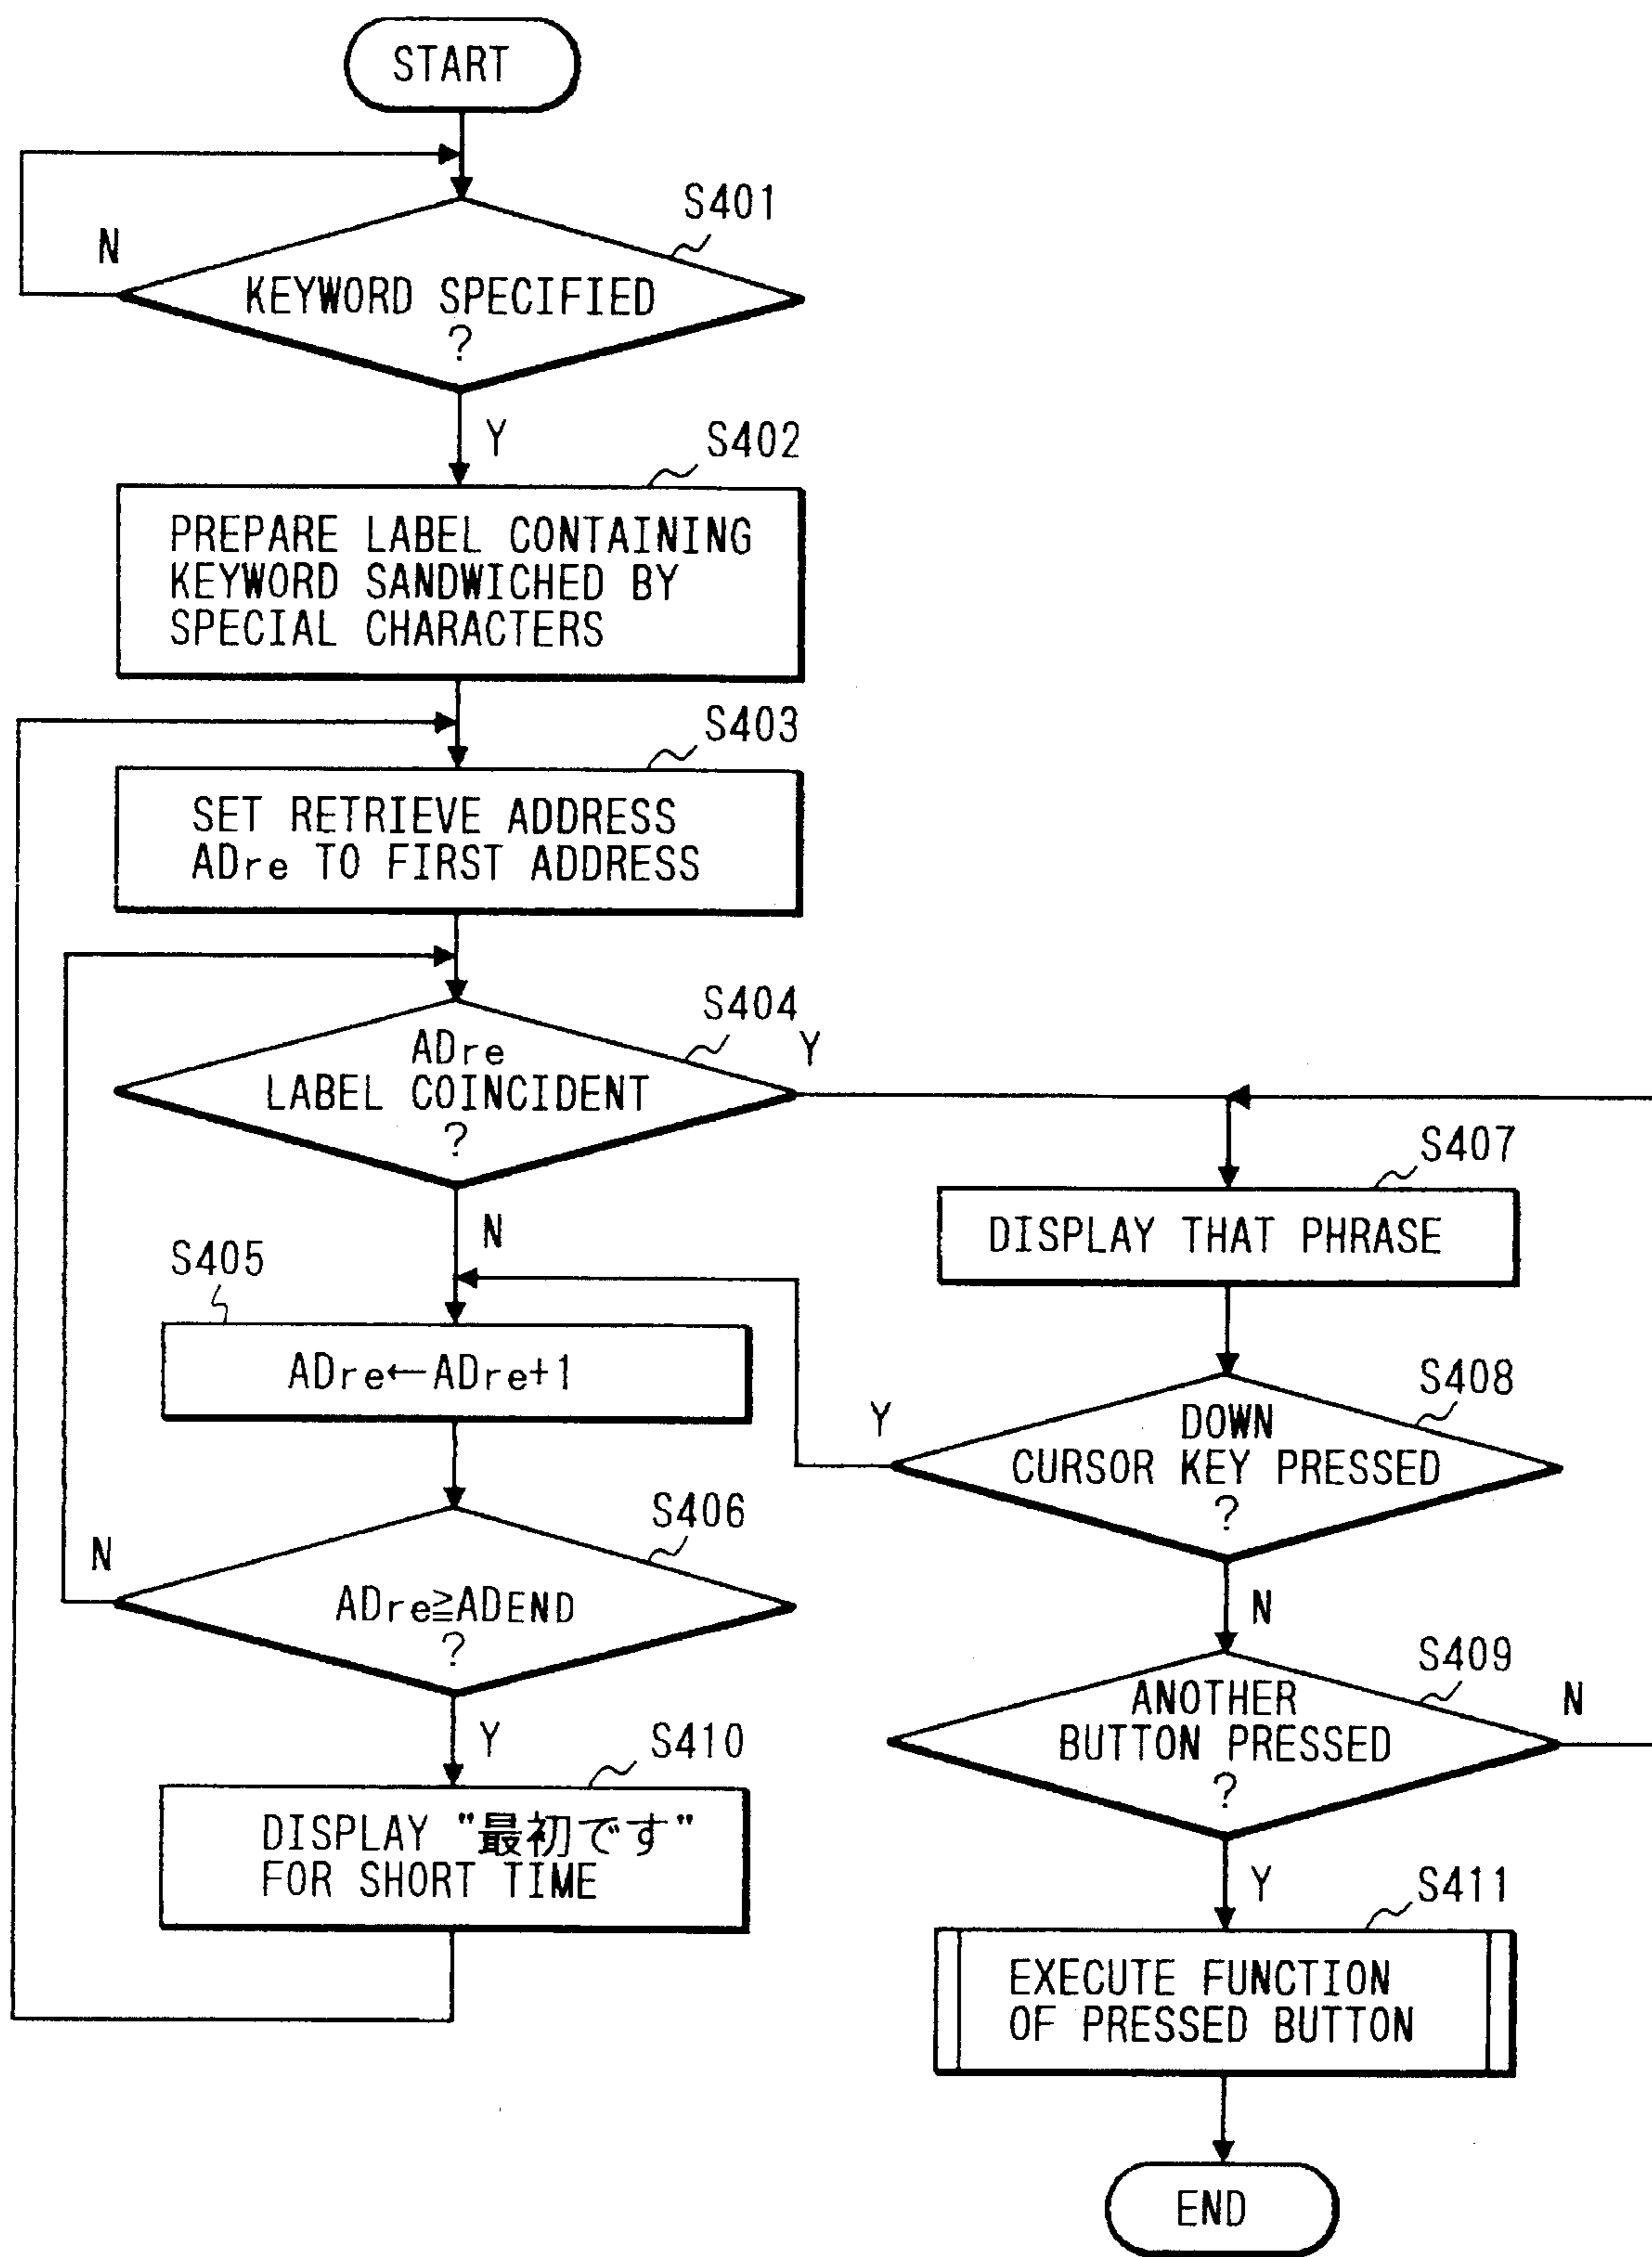 START
S401
N
KEYWORD SPECIFIED
?
Y
S402
PREPARE LABEL CONTAINING
KEYWORD SANDWICHED BY
SPECIAL CHARACTERS
S403
SET RETRIEVE ADDRESS
ADre TO FIRST ADDRESS
S404
ADre
LABEL COINCIDENT
?
Y
N
S405
ADre←ADre+1
S406
N
ADre≧ADEND
?
Y
S410
DISPLAY "最初です"
FOR SHORT TIME
S407
DISPLAY THAT PHRASE
S408
Y
DOWN
CURSOR KEY PRESSED
?
N
S409
ANOTHER
BUTTON PRESSED
?
N
Y
S411
EXECUTE FUNCTION
OF PRESSED BUTTON
END